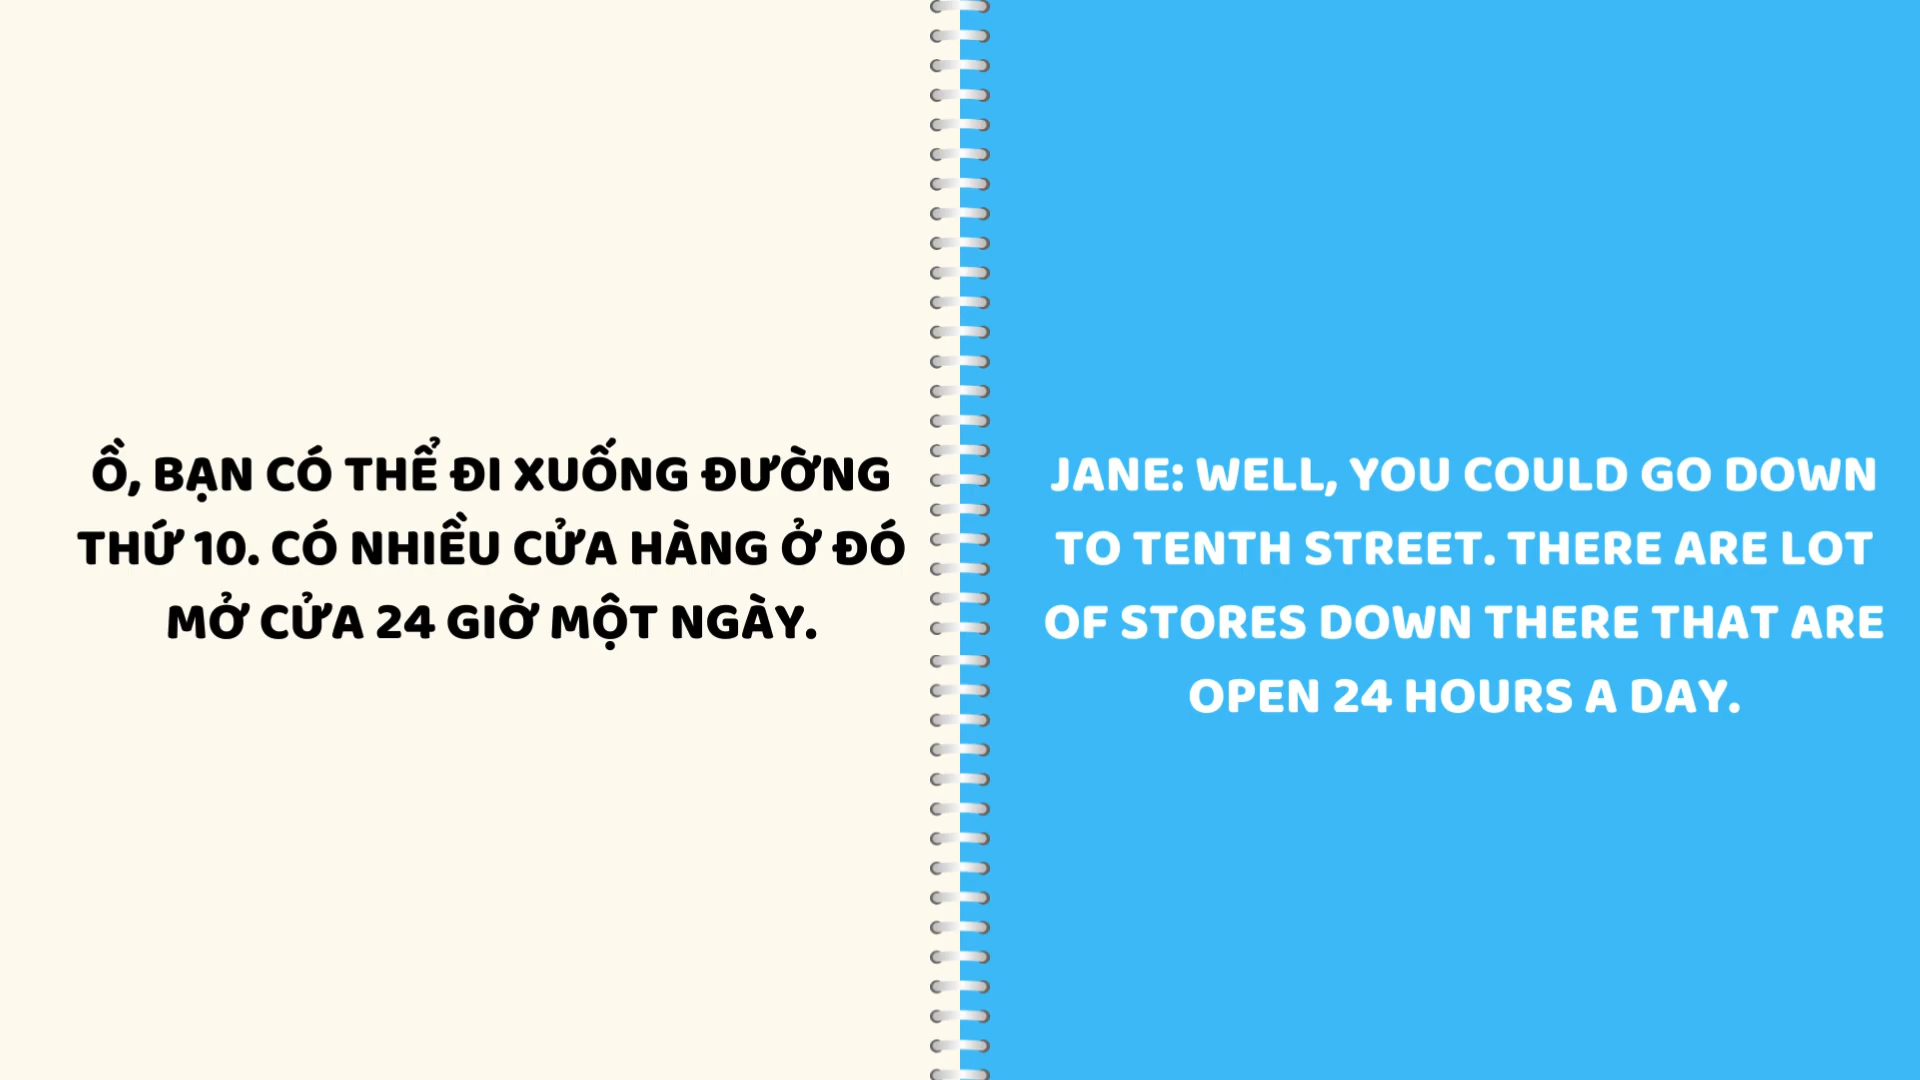 Ồ, BẠN CÓ THỂ ĐI XUỐNG ĐƯỜNG
THỨ 10. CÓ NHIỀU CỬA HÀNG Ở ĐÓ
MỞ CỬA 24 GIỜ MỘT NGÀY.
JANE: WELL, YOU COULD GO DOWN
TO TENTH STREET. THERE ARE LOT
OF STORES DOWN THERE THAT ARE
OPEN 24 HOURS A DAY.